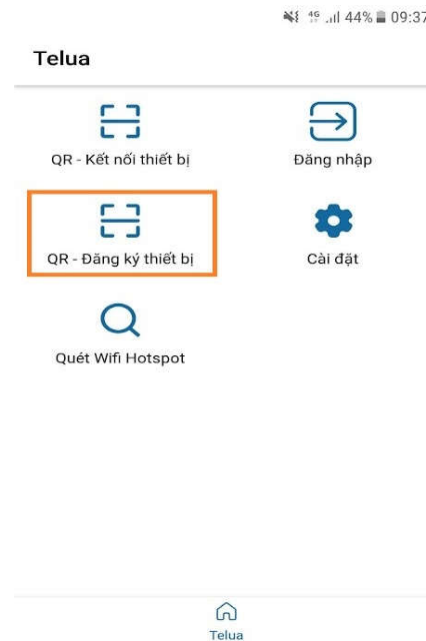 4G 44% 09:37
Telua
QR - Kết nối thiết bị
Đăng nhập
QR - Đăng ký thiết bị
Cài đặt
Quét Wifi Hotspot
Telua